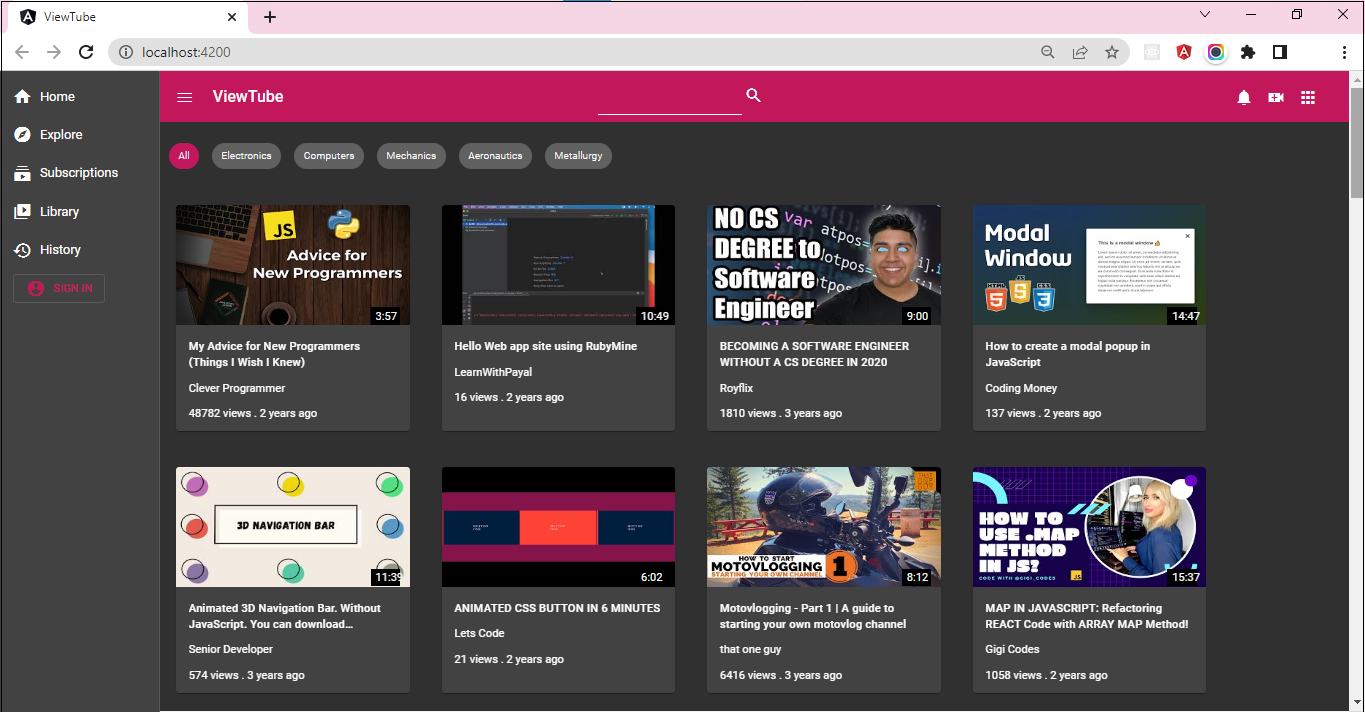 ViewTube
localhost:4200
Home
Explore
Subscriptions
Library
History
SIGN IN
ViewTube
All
Electronics
Computers
Mechanics
Aeronautics
Metallurgy
JS
Advice for
New Programmers
3:57
My Advice for New Programmers
(Things I Wish I Knew)
Clever Programmer
48782 views . 2 years ago
10:49
Hello Web app site using RubyMine
LearnWithPayal
16 views . 2 years ago
NO CS
DEGREE to
Software
Engineer
var atpos=
dotpos=
9:00
BECOMING A SOFTWARE ENGINEER
WITHOUT A CS DEGREE IN 2020
Royflix
1810 views . 3 years ago
Modal
Window
This is a modal window
HTML
JS
CSS
5
5
3
14:47
How to create a modal popup in
JavaScript
Coding Money
137 views . 2 years ago
3D NAVIGATION BAR
11:39
Animated 3D Navigation Bar. Without
JavaScript. You can download...
Senior Developer
574 views . 3 years ago
6:02
ANIMATED CSS BUTTON IN 6 MINUTES
Lets Code
21 views . 2 years ago
THAT
HOW TO START
MOTOVLOGGING
STARTING YOUR OWN CHANNEL
1
8:12
Motovlogging - Part 1 | A guide to
starting your own motovlog channel
that one guy
6416 views . 3 years ago
HOW TO
USE .MAP
METHOD
IN JS?
CODE WITH @GIGI_CODES
JS
15:37
MAP IN JAVASCRIPT: Refactoring
REACT Code with ARRAY MAP Method!
Gigi Codes
1058 views . 2 years ago